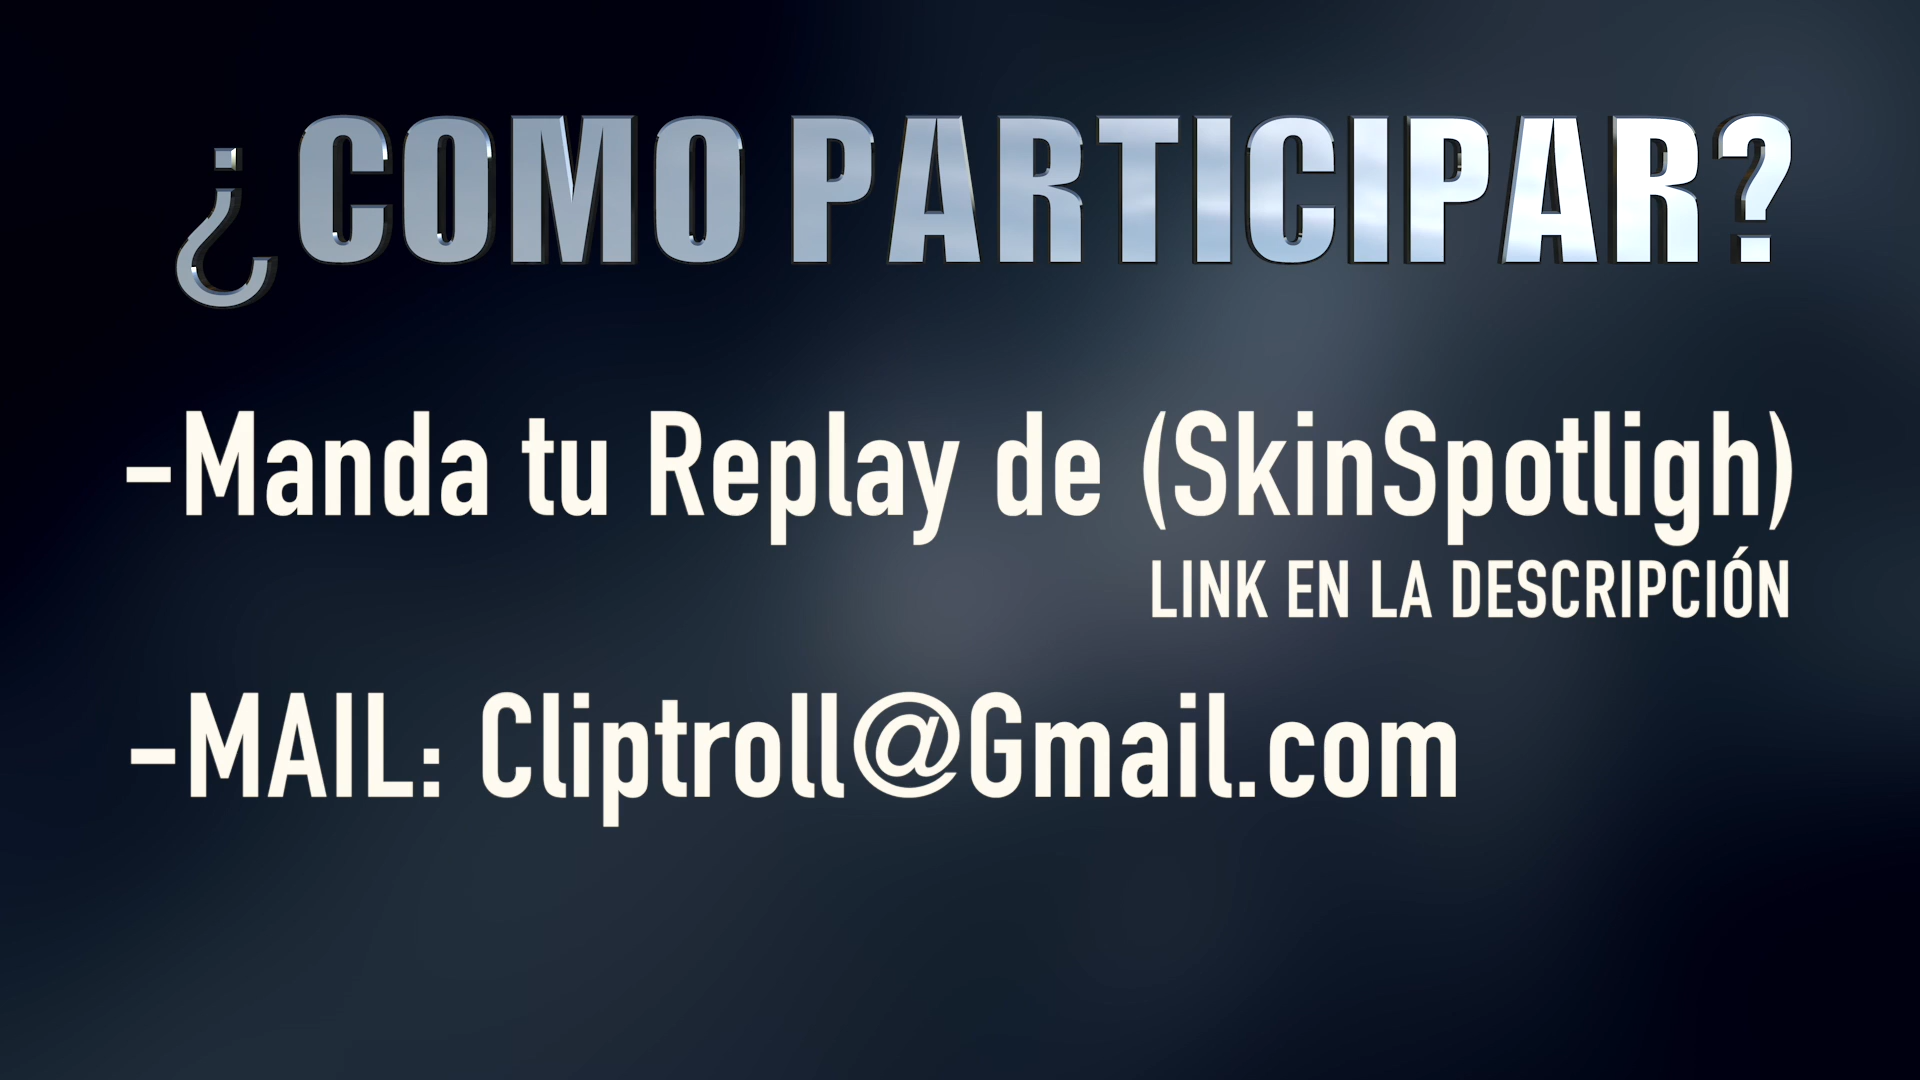 ¿COMO PARTICIPAR?
-Manda tu Replay de (SkinSpotligh)
LINK EN LA DESCRIPCIÓN
-MAIL: Cliptroll@Gmail.com